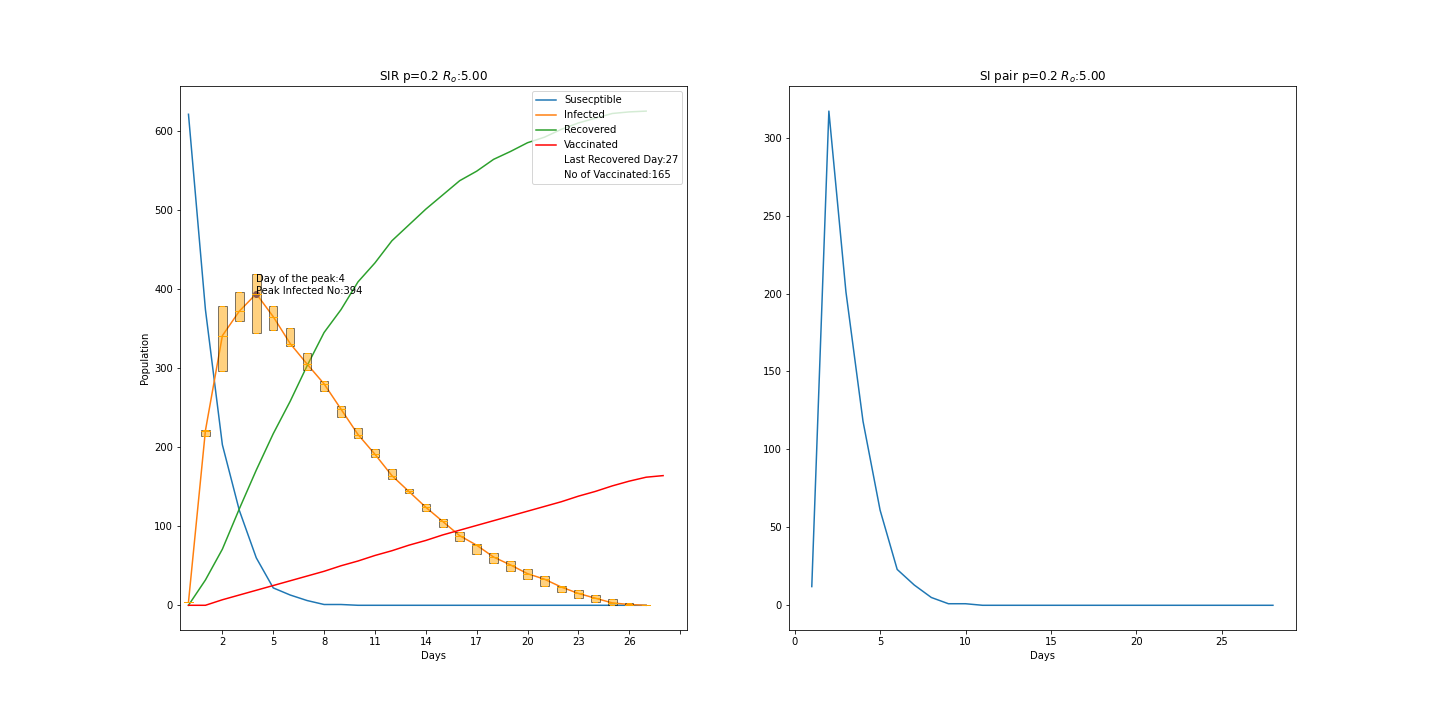 SIR p=0.2 Rₒ:5.00
Susecptible
Infected
Recovered
Vaccinated
Last Recovered Day:27
No of Vaccinated:165
Day of the peak:4
Peak Infected No:394
Population
600
500
400
300
200
100
0
2 5 8 11 14 17 20 23 26
Days
SI pair p=0.2 Rₒ:5.00
300
250
200
150
100
50
0
0 5 10 15 20 25
Days